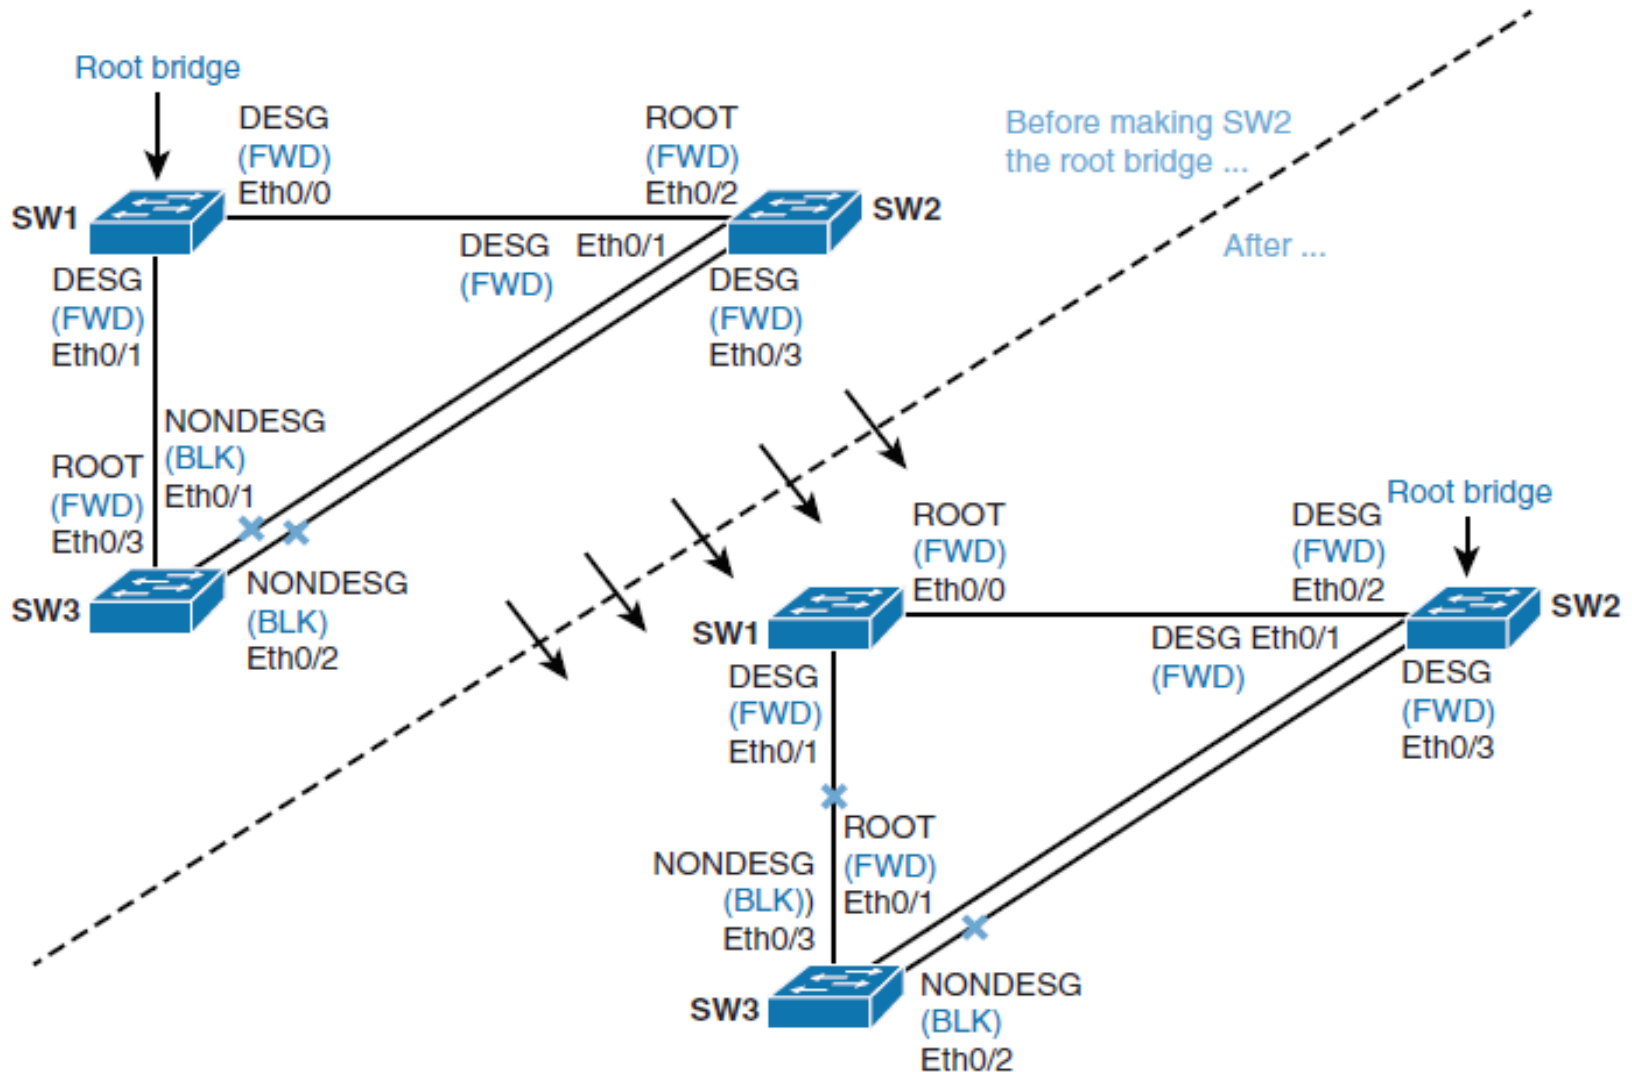 Root bridge
DESG
(FWD)
Eth0/0
ROOT
(FWD)
Eth0/2
SW1
SW2
DESG
(FWD)
Eth0/1
DESG
(FWD)
Eth0/1
DESG
(FWD)
Eth0/3
NONDESG
(BLK)
Eth0/1
ROOT
(FWD)
Eth0/3
SW3
NONDESG
(BLK)
Eth0/2
Before making SW2
the root bridge ...
After ...
Root bridge
ROOT
(FWD)
Eth0/0
DESG
(FWD)
Eth0/2
SW1
SW2
DESG
(FWD)
Eth0/1
DESG Eth0/1
(FWD)
DESG
(FWD)
Eth0/3
ROOT
(FWD)
Eth0/1
NONDESG
(BLK))
Eth0/3
SW3
NONDESG
(BLK)
Eth0/2